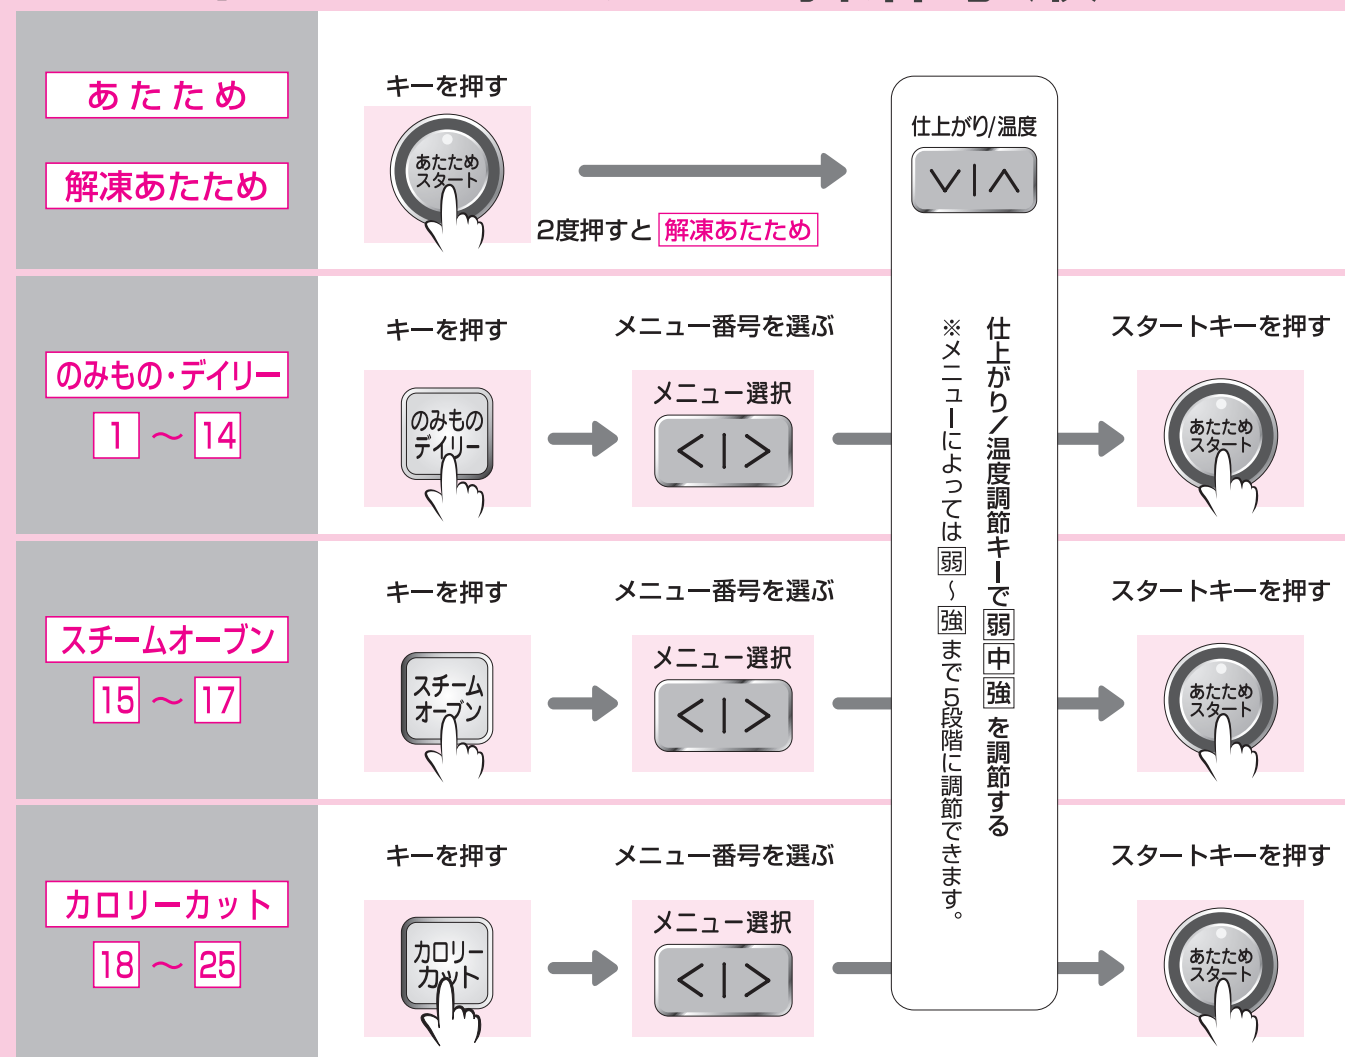 あたため
解凍あたため
キーを押す
あたため
スタート
2度押すと 解凍あたため
仕上がり/温度
仕上がり/温度調節キーで 弱 中 強 を調節する
※メニューによっては 弱 ~ 強 まで5段階に調節できます。
のみもの・デイリー
1 ~ 14
キーを押す
のみもの
デイリー
メニュー番号を選ぶ
メニュー選択
スタートキーを押す
あたため
スタート
スチームオーブン
15 ~ 17
キーを押す
スチーム
オーブン
メニュー番号を選ぶ
メニュー選択
スタートキーを押す
あたため
スタート
カロリーカット
18 ~ 25
キーを押す
カロリー
カット
メニュー番号を選ぶ
メニュー選択
スタートキーを押す
あたため
スタート